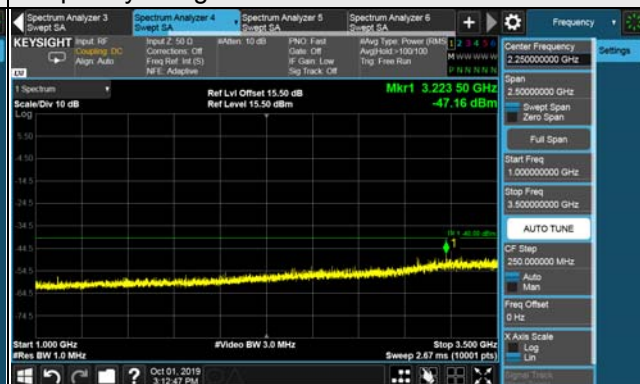 Spectrum Analyzer 3
Swept SA
Spectrum Analyzer 4
Swept SA
Spectrum Analyzer 5
Swept SA
Spectrum Analyzer 6
Swept SA
+
Frequency
KEYSIGHT
Input: RF
Coupling: DC
Align: Auto
Input Z: 50 Ω
Corrections: Off
Freq Ref: Int (S)
NFE: Adaptive
#Atten: 10 dB
PNO: Fast
Gate: Off
IF Gain: Low
Sig Track: Off
#Avg Type: Power (RMS)
Avg|Hold:>100/100
Trig: Free Run
1 2 3 4 5 6
M W W W W W
P N N N N N
Center Frequency
2.250000000 GHz
Settings
Span
2.50000000 GHz
Swept Span
Zero Span
Full Span
Start Freq
1.000000000 GHz
Stop Freq
3.500000000 GHz
AUTO TUNE
CF Step
250.000000 MHz
Auto
Man
Freq Offset
0 Hz
X Axis Scale
Log
Lin
Signal Track
1 Spectrum
Scale/Div 10 dB
Log
Ref Lvl Offset 15.50 dB
Ref Level 15.50 dBm
Mkr1 3.223 50 GHz
-47.16 dBm
5.50
-4.50
-14.5
-24.5
-34.5
-44.5
-54.5
-64.5
-74.5
1
Start 1.000 GHz
#Res BW 1.0 MHz
#Video BW 3.0 MHz
Stop 3.500 GHz
Sweep 2.67 ms (10001 pts)
Oct 01, 2019
3:12:47 PM